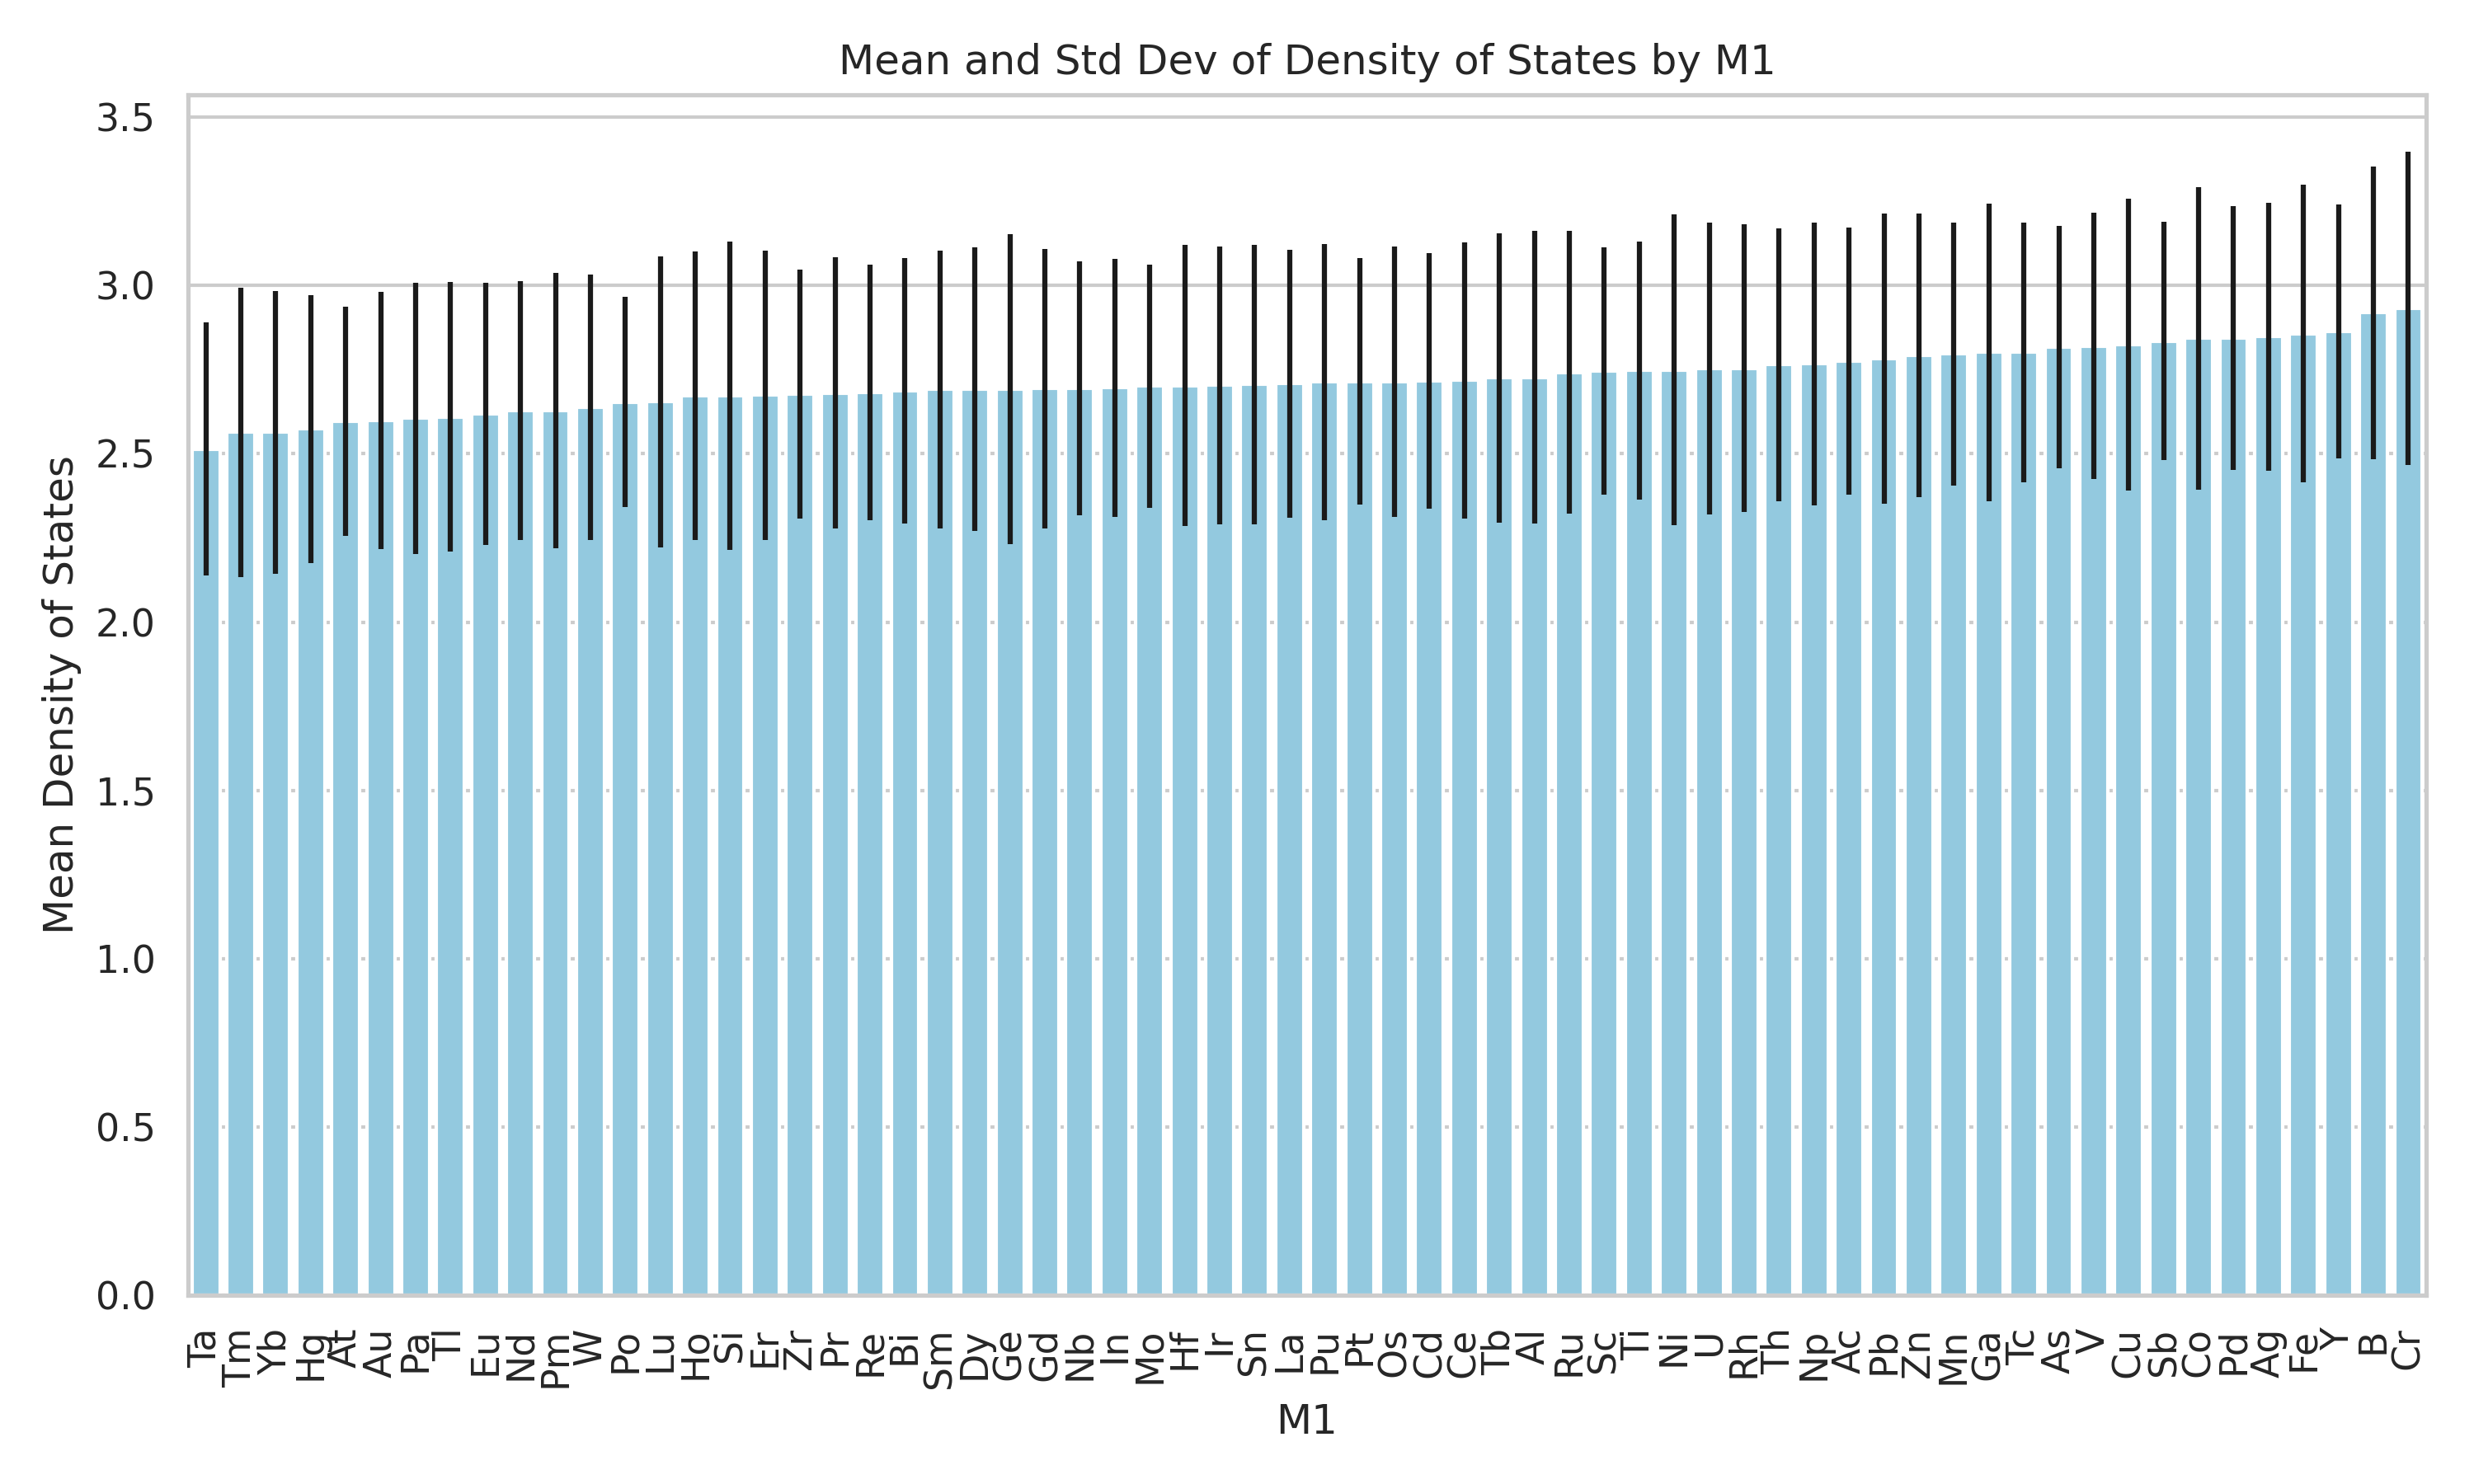 Mean and Std Dev of Density of States by M1
Mean Density of States
3.5
3.0
2.5
2.0
1.5
1.0
0.5
0.0
Ta Tm Yb Hg At Au Pa Tl Eu Nd Pm W Po Lu Ho Si Er Zr Pr Re Bi Sm Dy Ge Gd Nb In Mo Hf Ir Sn La Pu Pt Os Cd Ce Tb Al Ru Sc Ti Ni U Rh Th Np Ac Pb Zn Mn Ga Tc As V Cu Sb Co Pd Ag Fe Y B Cr
M1